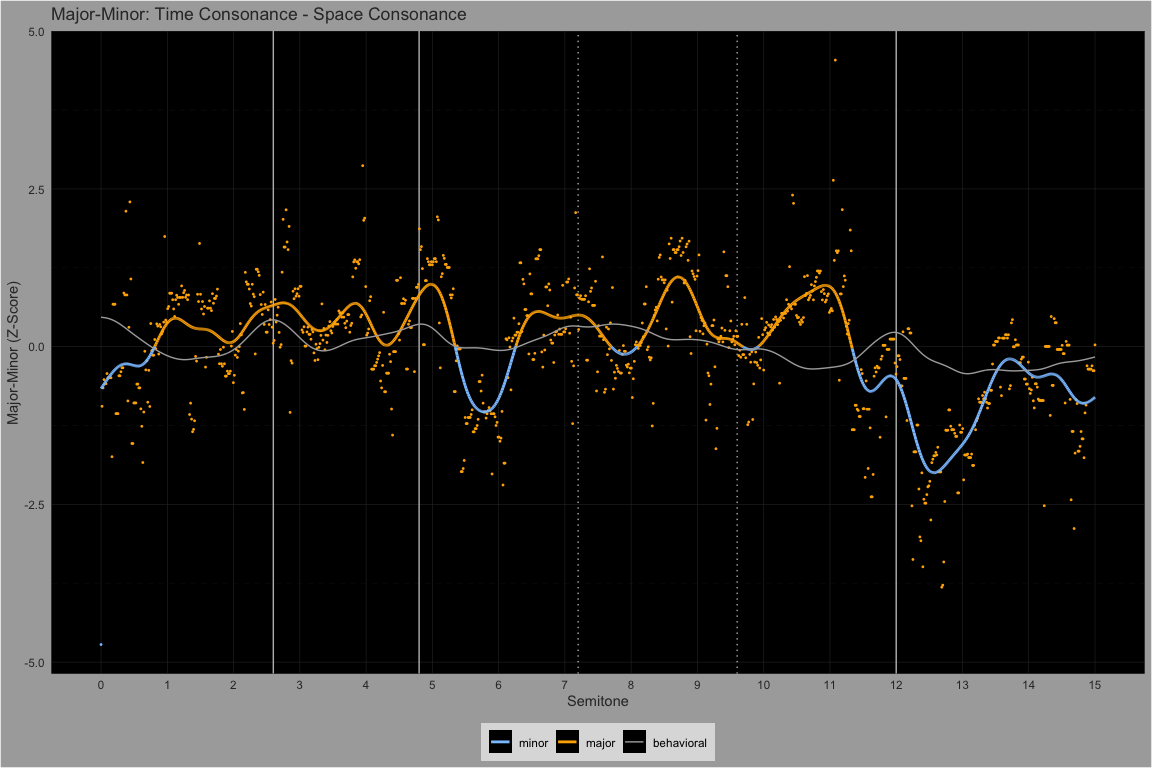 Major-Minor: Time Consonance - Space Consonance
5.0
2.5
0.0
-2.5
-5.0
Major-Minor (Z-Score)
0 1 2 3 4 5 6 7 8 9 10 11 12 13 14 15
Semitone
minor major behavioral